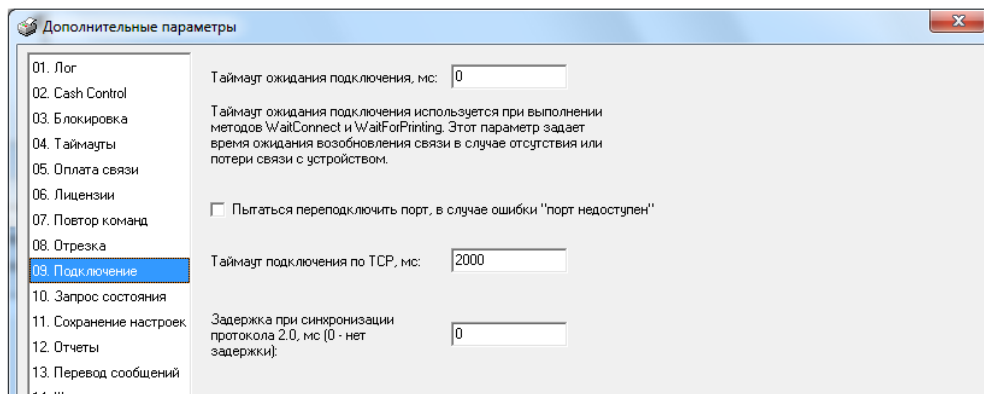 Дополнительные параметры
01. Лог
02. Cash Control
03. Блокировка
04. Таймауты
05. Оплата связи
06. Лицензии
07. Повтор команд
08. Отрезка
09. Подключение
10. Запрос состояния
11. Сохранение настроек
12. Отчеты
13. Перевод сообщений
Таймаут ожидания подключения, мс: 0
Таймаут ожидания подключения используется при выполнении
методов WaitConnect и WaitForPrinting. Этот параметр задает
время ожидания возобновления связи в случае отсутствия или
потери связи с устройством.
Пытаться переподключить порт, в случае ошибки "порт недоступен"
Таймаут подключения по TCP, мс: 2000
Задержка при синхронизации
протокола 2.0, мс (0 - нет
задержки):
0